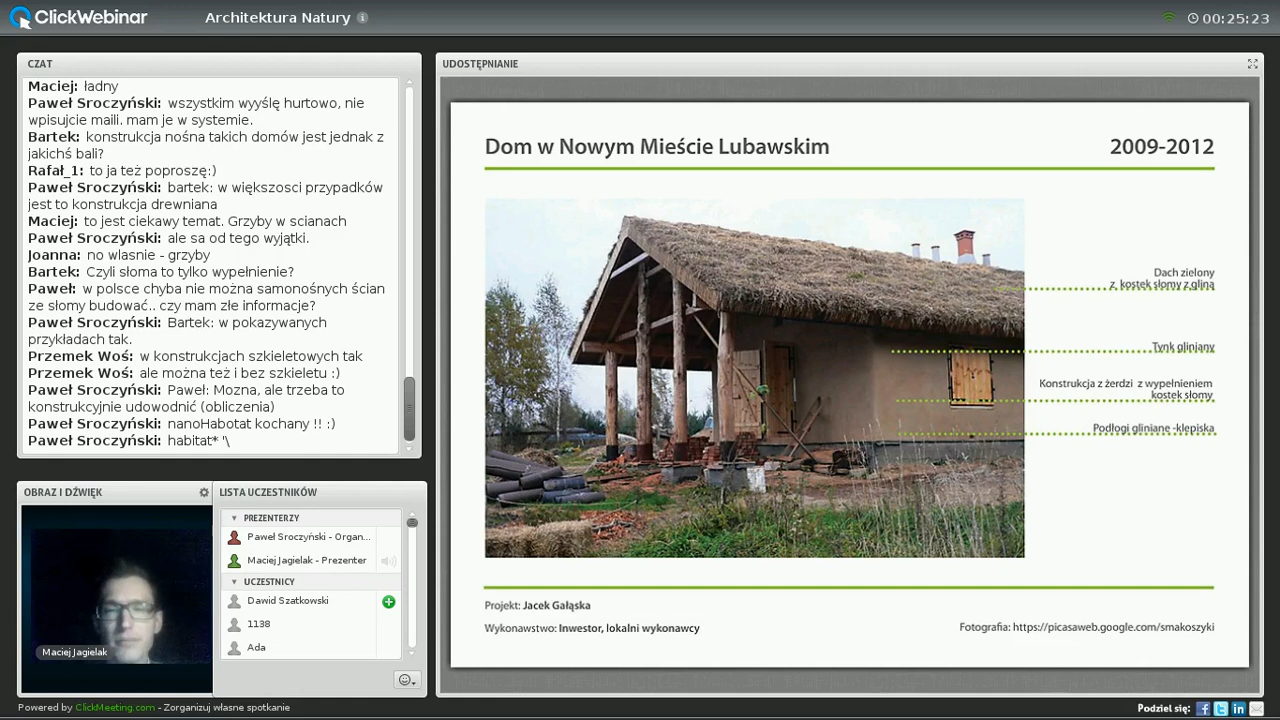 ClickWebinar
Architektura Natury
00:25:23
CZAT
Maciej: ładny
Paweł Sroczyński: wszystkim wyyślę hurtowo, nie
wpisujcie maili. mam je w systemie.
Bartek: konstrukcja nośna takich domów jest jednak z
jakichś bali?
Rafał_1: to ja też poproszę:)
Paweł Sroczyński: bartek: w większosci przypadków
jest to konstrukcja drewniana
Maciej: to jest ciekawy temat. Grzyby w scianach
Paweł Sroczyński: ale sa od tego wyjątki.
Joanna: no wlasnie - grzyby
Bartek: Czyli słoma to tylko wypełnienie?
Paweł: w polsce chyba nie można samonośnych ścian
ze słomy budować.. czy mam złe informacje?
Paweł Sroczyński: Bartek: w pokazywanych
przykładach tak.
Przemek Woś: w konstrukcjach szkieletowych tak
Przemek Woś: ale można też i bez szkieletu :)
Paweł Sroczyński: Paweł: Mozna, ale trzeba to
konstrukcyjnie udowodnić (obliczenia)
Paweł Sroczyński: nanoHabotat kochany !! :)
Paweł Sroczyński: habitat* '\
OBRAZ I DŹWIĘK
Maciej Jagielak
LISTA UCZESTNIKÓW
PREZENTERZY
Paweł Sroczyński - Organ...
Maciej Jagielak - Prezenter
UCZESTNICY
Dawid Szatkowski
1138
Ada
UDOSTĘPNIANIE
Dom w Nowym Mieście Lubawskim
2009-2012
Dach zielony
z kostek słomy z gliną
Tynk gliniany
Konstrukcja z żerdzi z wypełnieniem
kostek słomy
Podłogi gliniane -klepiska
Projekt: Jacek Gałąska
Wykonawstwo: Inwestor, lokalni wykonawcy
Fotografia: https://picasaweb.google.com/smakoszyki
Powered by ClickMeeting.com - Zorganizuj własne spotkanie
Podziel się: